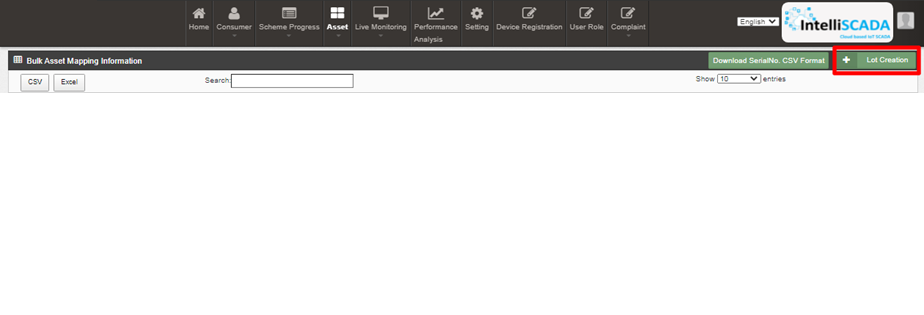 Home Consumer Scheme Progress Asset Live Monitoring Performance Analysis Setting Device Registration User Role Complaint English IntelliSCADA
Cloud based IoT SCADA
Bulk Asset Mapping Information Download SerialNo. CSV Format + Lot Creation
CSV Excel Search: Show 10 entries